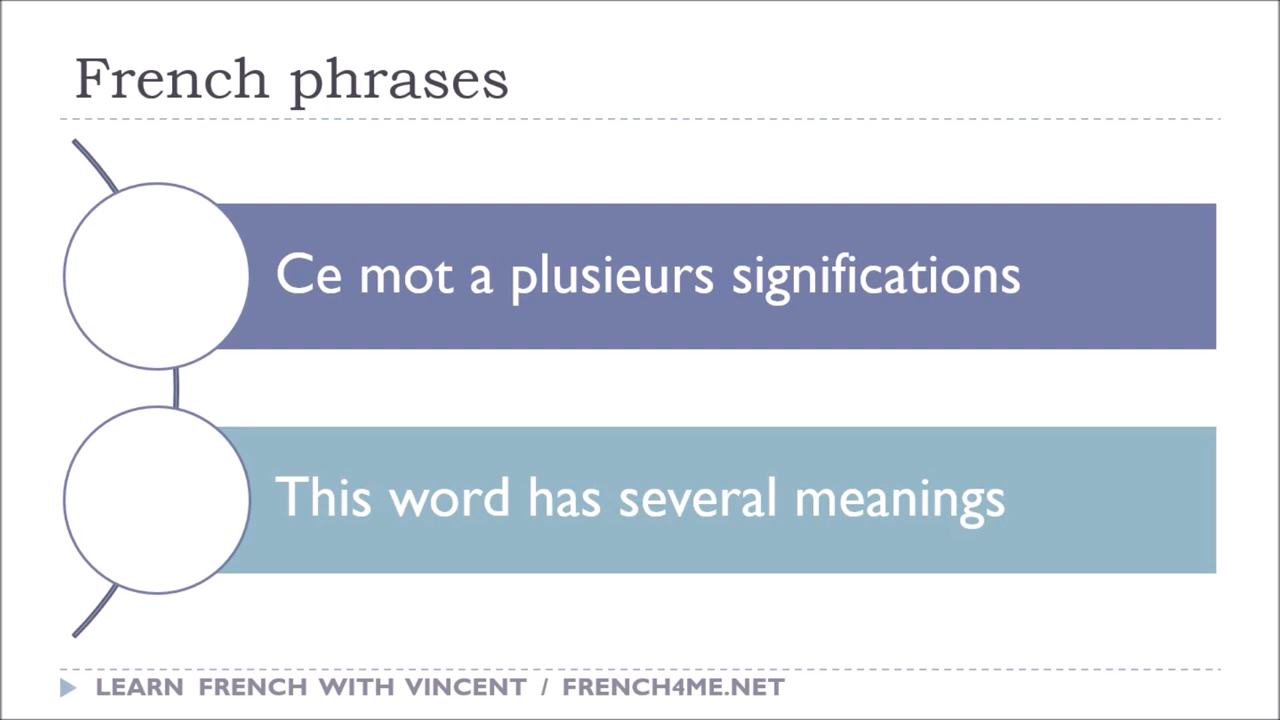 French phrases
Ce mot a plusieurs significations
This word has several meanings
LEARN FRENCH WITH VINCENT / FRENCH4ME.NET